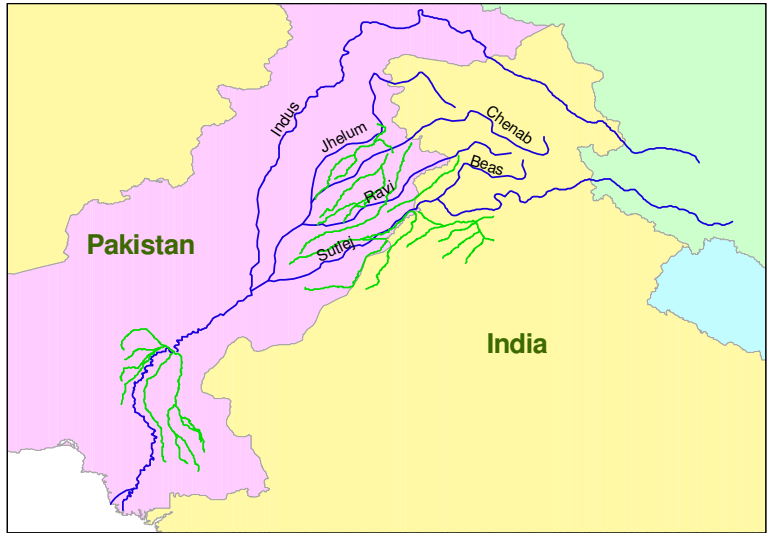 Indus
Jhelum
Chenab
Beas
Ravi
Sutlej
Pakistan
India